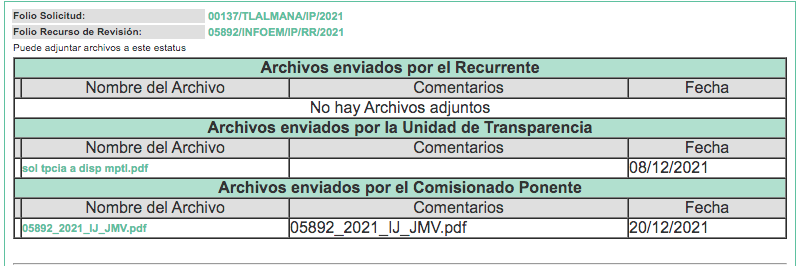 Folio Solicitud: 00137/TLALMANA/IP/2021
Folio Recurso de Revisión: 05892/INFOEM/IP/RR/2021
Puede adjuntar archivos a este estatus
Archivos enviados por el Recurrente
Nombre del Archivo Comentarios Fecha
No hay Archivos adjuntos
Archivos enviados por la Unidad de Transparencia
Nombre del Archivo Comentarios Fecha
sol tpcia a disp mptl.pdf 08/12/2021
Archivos enviados por el Comisionado Ponente
Nombre del Archivo Comentarios Fecha
05892_2021_IJ_JMV.pdf 05892_2021_IJ_JMV.pdf 20/12/2021